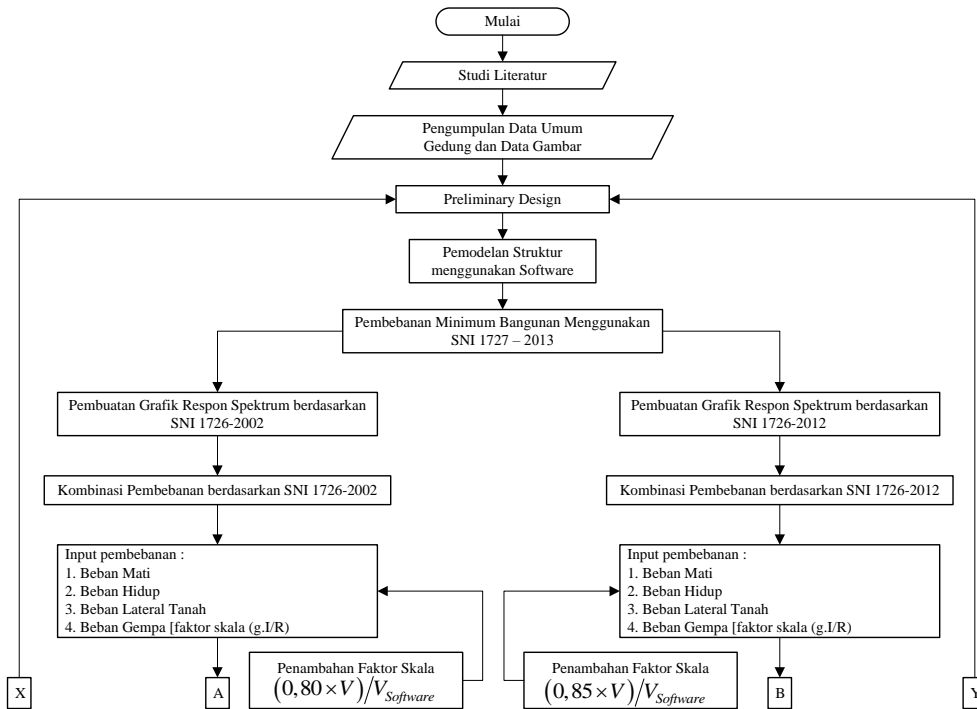 Mulai
Studi Literatur
Pengumpulan Data Umum
Gedung dan Data Gambar
Preliminary Design
Pemodelan Struktur
menggunakan Software
Pembebanan Minimum Bangunan Menggunakan
SNI 1727 – 2013
Pembuatan Grafik Respon Spektrum berdasarkan
SNI 1726-2002
Pembuatan Grafik Respon Spektrum berdasarkan
SNI 1726-2012
Kombinasi Pembebanan berdasarkan SNI 1726-2002
Kombinasi Pembebanan berdasarkan SNI 1726-2012
Input pembebanan :
1. Beban Mati
2. Beban Hidup
3. Beban Lateral Tanah
4. Beban Gempa [faktor skala (g.I/R)
Input pembebanan :
1. Beban Mati
2. Beban Hidup
3. Beban Lateral Tanah
4. Beban Gempa [faktor skala (g.I/R)
X
A
Penambahan Faktor Skala
(0,80×V)/V_Software
Penambahan Faktor Skala
(0,85×V)/V_Software
B
Y